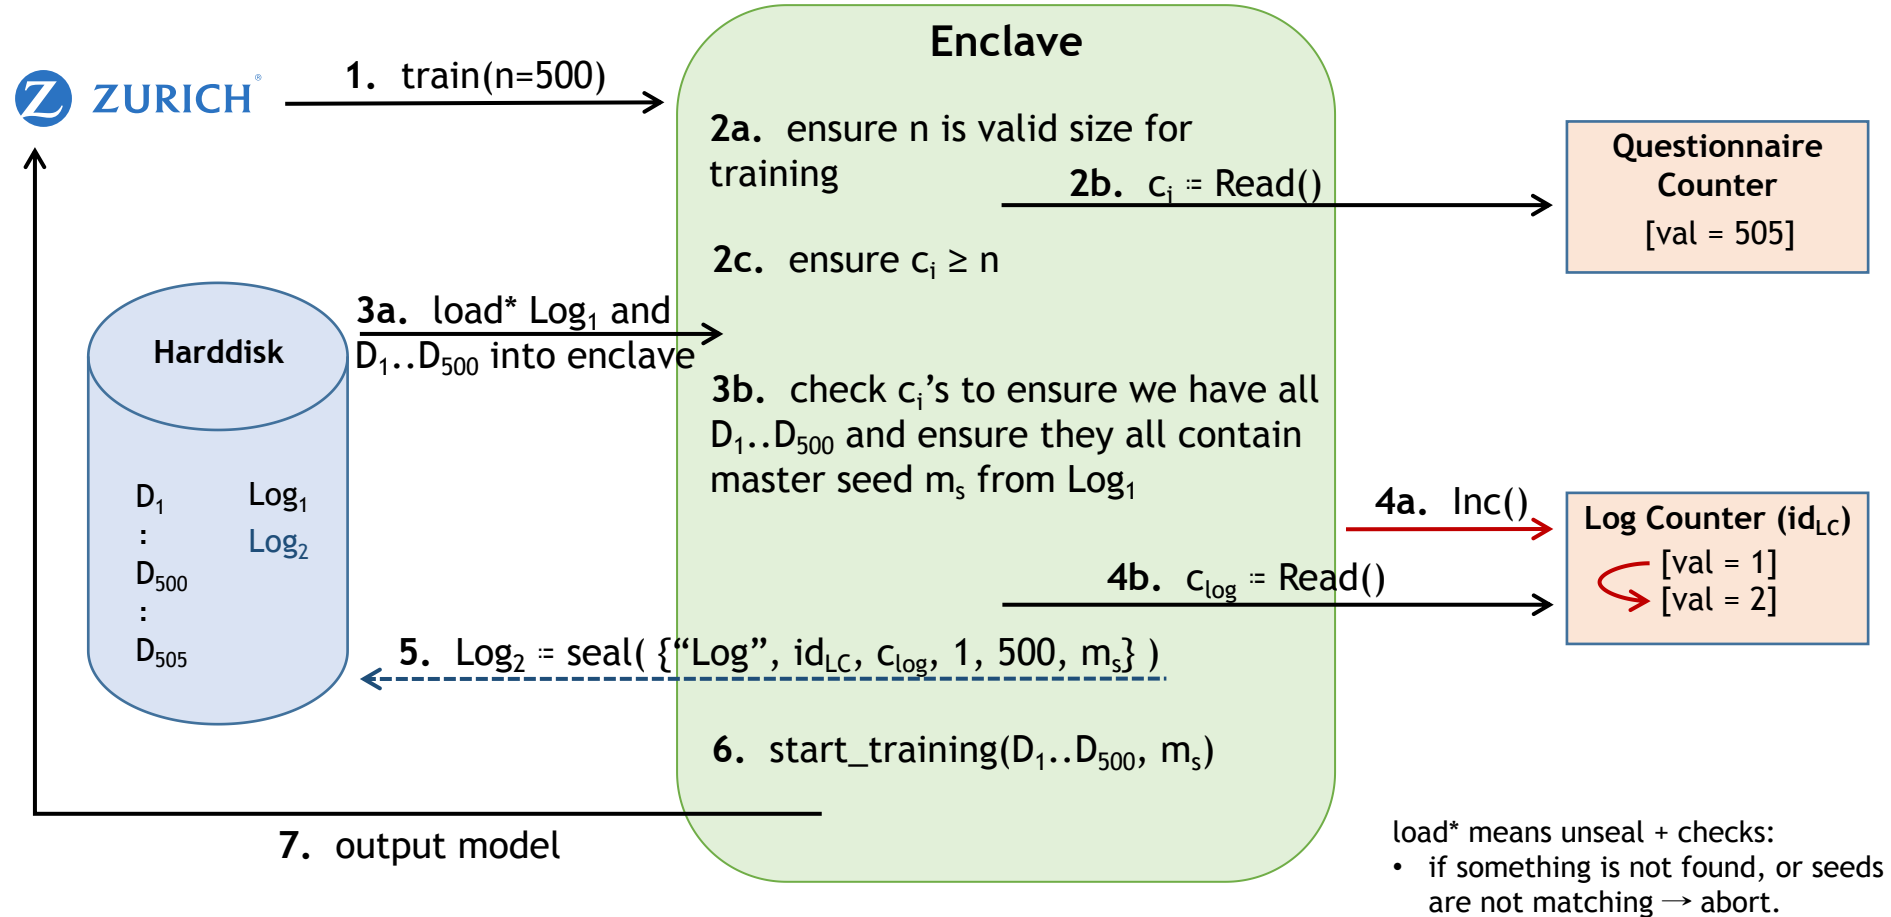 Enclave
ZURICH®
1. train(n=500)
2a. ensure n is valid size for
training
2b. cᵢ ≔ Read()
Questionnaire
Counter
[val = 505]
2c. ensure cᵢ ≥ n
3a. load* Log₁ and
D₁..D₅₀₀ into enclave
Harddisk
3b. check cᵢ’s to ensure we have all
D₁..D₅₀₀ and ensure they all contain
master seed mₛ from Log₁
D₁ Log₁
: Log₂
D₅₀₀
:
D₅₀₅
4a. Inc()
Log Counter (id_LC)
[val = 1]
[val = 2]
4b. c_log ≔ Read()
5. Log₂ ≔ seal( {“Log”, id_LC, c_log, 1, 500, mₛ} )
6. start_training(D₁..D₅₀₀, mₛ)
7. output model
load* means unseal + checks:
• if something is not found, or seeds
are not matching → abort.